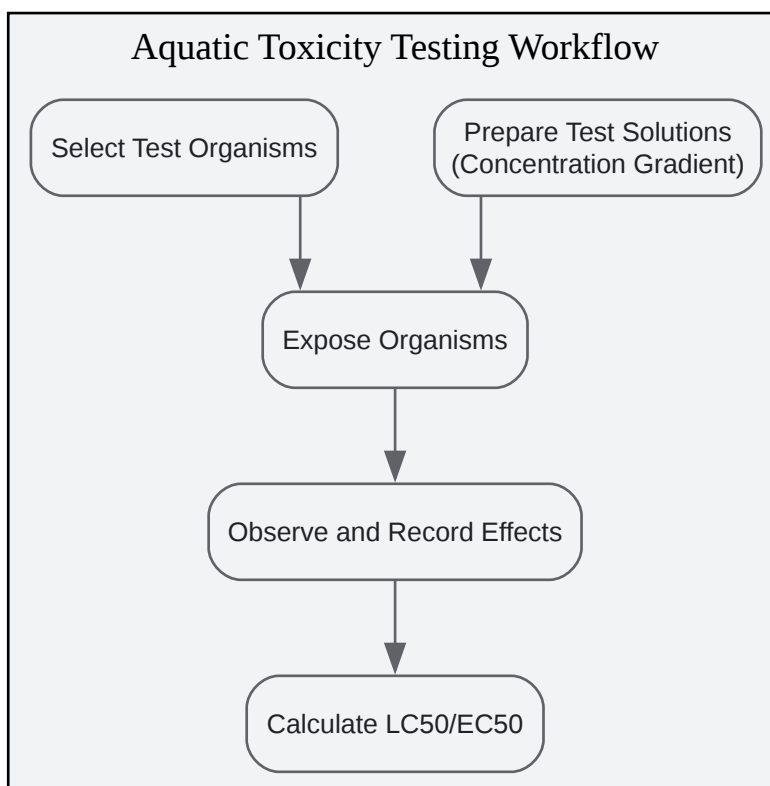 Aquatic Toxicity Testing Workflow
Select Test Organisms
Prepare Test Solutions
(Concentration Gradient)
Expose Organisms
Observe and Record Effects
Calculate LC50/EC50